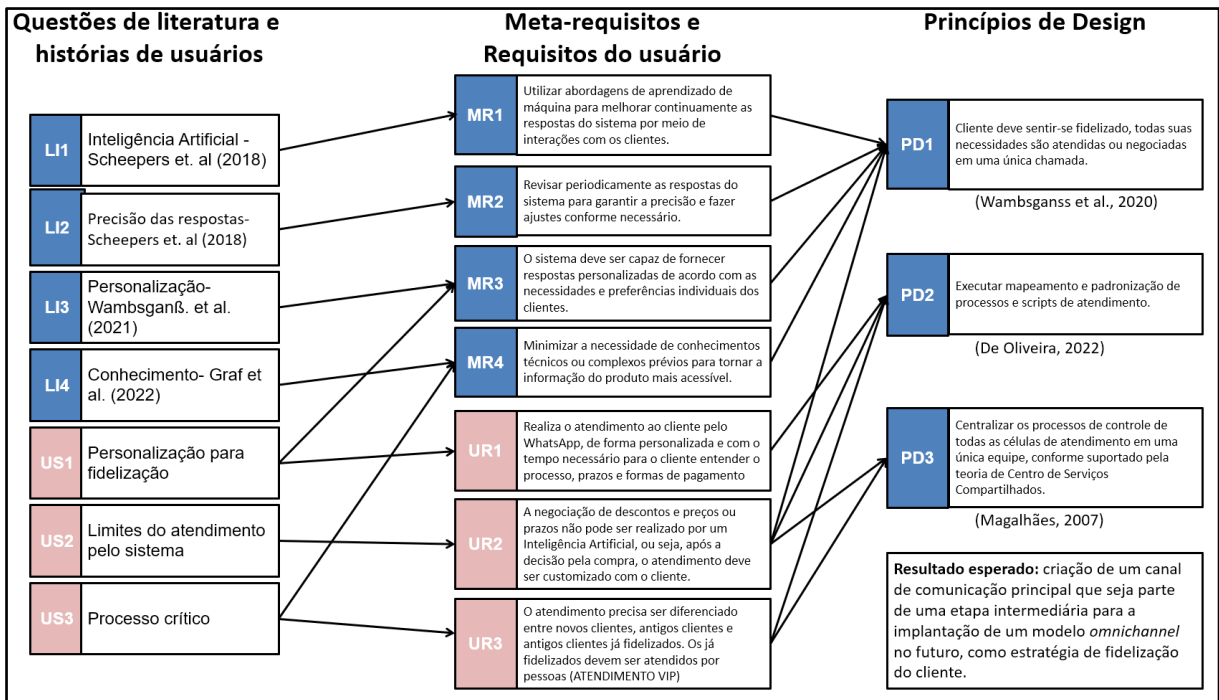 Questões de literatura e
histórias de usuários
LI1
Inteligência Artificial -
Scheepers et. al (2018)
LI2
Precisão das respostas-
Scheepers et. al (2018)
LI3
Personalização-
Wambsganß. et al.
(2021)
LI4
Conhecimento- Graf et
al. (2022)
US1
Personalização para
fidelização
US2
Limites do atendimento
pelo sistema
US3
Processo crítico
Meta-requisitos e
Requisitos do usuário
MR1
Utilizar abordagens de aprendizado de
máquina para melhorar continuamente as
respostas do sistema por meio de
interações com os clientes.
MR2
Revisar periodicamente as respostas do
sistema para garantir a precisão e fazer
ajustes conforme necessário.
MR3
O sistema deve ser capaz de fornecer
respostas personalizadas de acordo com as
necessidades e preferências individuais dos
clientes.
MR4
Minimizar a necessidade de conhecimentos
técnicos ou complexos prévios para tornar a
informação do produto mais acessível.
UR1
Realiza o atendimento ao cliente pelo
WhatsApp, de forma personalizada e com o
tempo necessário para o cliente entender o
processo, prazos e formas de pagamento
UR2
A negociação de descontos e preços ou
prazos não pode ser realizado por um
Inteligência Artificial, ou seja, após a
decisão pela compra, o atendimento deve
ser customizado com o cliente.
UR3
O atendimento precisa ser diferenciado
entre novos clientes, antigos clientes e
antigos clientes já fidelizados. Os já
fidelizados devem ser atendidos por
pessoas (ATENDIMENTO VIP)
Princípios de Design
PD1
Cliente deve sentir-se fidelizado, todas suas
necessidades são atendidas ou negociadas
em uma única chamada.
(Wambsganss et al., 2020)
PD2
Executar mapeamento e padronização de
processos e scripts de atendimento.
(De Oliveira, 2022)
PD3
Centralizar os processos de controle de
todas as células de atendimento em uma
única equipe, conforme suportado pela
teoria de Centro de Serviços
Compartilhados.
(Magalhães, 2007)
Resultado esperado: criação de um canal
de comunicação principal que seja parte
de uma etapa intermediária para a
implantação de um modelo omnichannel
no futuro, como estratégia de fidelização
do cliente.